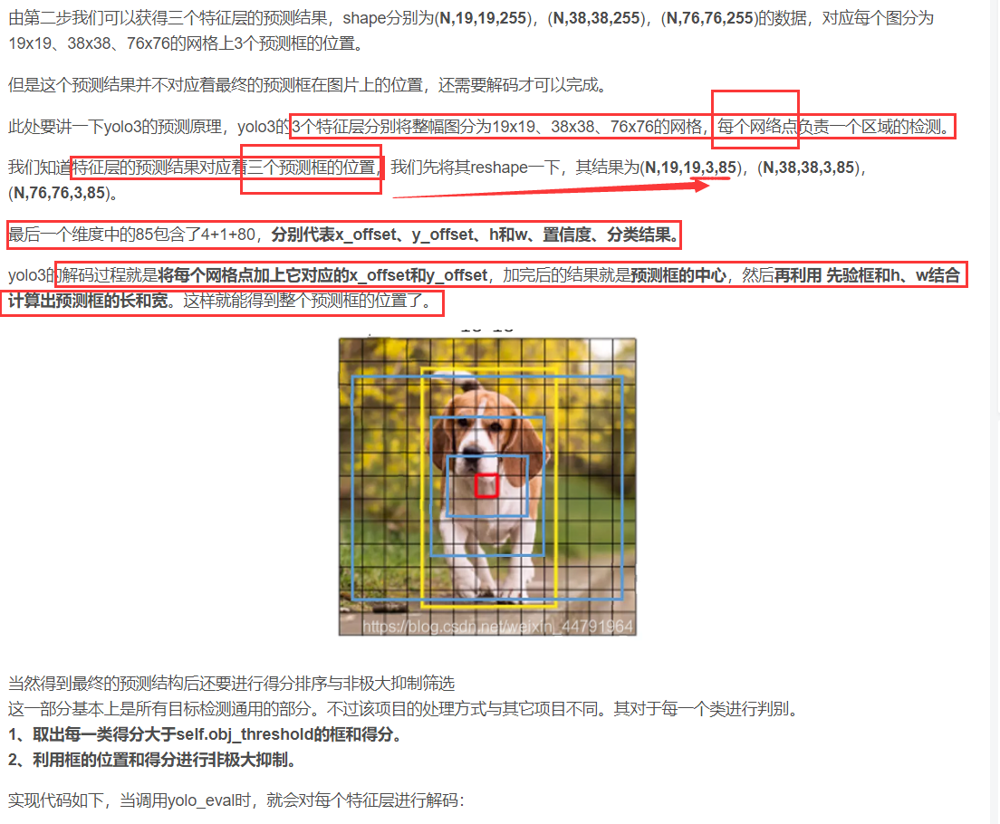 由第二步我们可以获得三个特征层的预测结果，shape分别为(N,19,19,255)，(N,38,38,255)，(N,76,76,255)的数据，对应每个图分为
19x19、38x38、76x76的网格上3个预测框的位置。
但是这个预测结果并不对应着最终的预测框在图片上的位置，还需要解码才可以完成。
此处要讲一下yolo3的预测原理，yolo3的3个特征层分别将整幅图分为19x19、38x38、76x76的网格，每个网络点负责一个区域的检测。
我们知道特征层的预测结果对应着三个预测框的位置，我们先将其reshape一下，其结果为(N,19,19,3,85)，(N,38,38,3,85)，
(N,76,76,3,85)。
最后一个维度中的85包含了4+1+80，分别代表x_offset、y_offset、h和w、置信度、分类结果。
yolo3的解码过程就是将每个网格点加上它对应的x_offset和y_offset，加完后的结果就是预测框的中心，然后再利用 先验框和h、w结合
计算出预测框的长和宽。这样就能得到整个预测框的位置了。
https://blog.csdn.net/weixin_44791964
当然得到最终的预测结构后还要进行得分排序与非极大抑制筛选
这一部分基本上是所有目标检测通用的部分。不过该项目的处理方式与其它项目不同。其对于每一个类进行判别。
1、取出每一类得分大于self.obj_threshold的框和得分。
2、利用框的位置和得分进行非极大抑制。
实现代码如下，当调用yolo_eval时，就会对每个特征层进行解码：